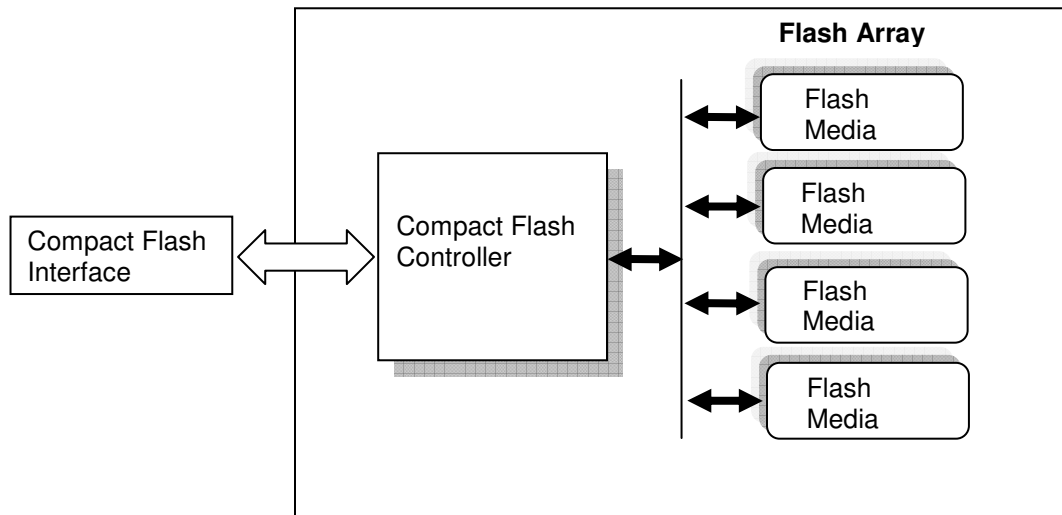 Flash Array
Flash
Media
Flash
Media
Compact Flash
Controller
Compact Flash
Interface
Flash
Media
Flash
Media